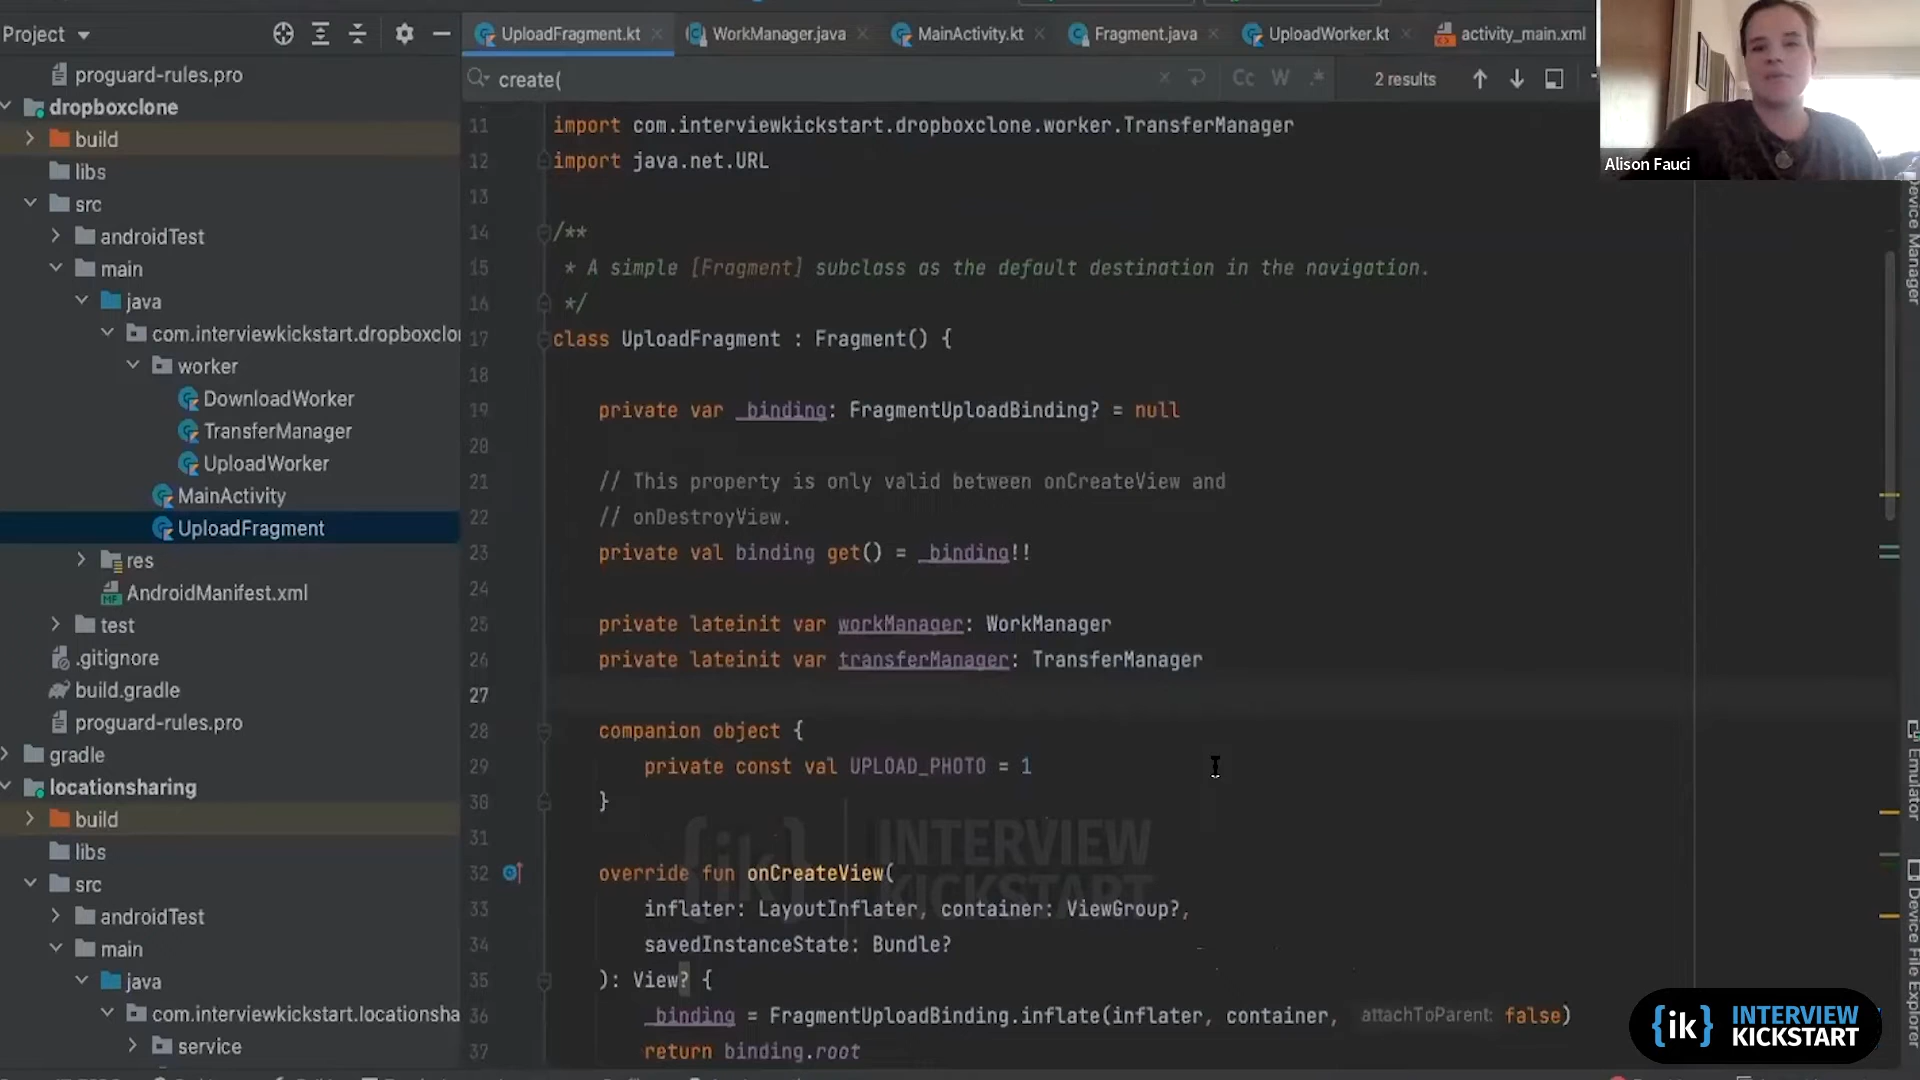 Project
UploadFragment.kt
WorkManager.java
MainActivity.kt
Fragment.java
UploadWorker.kt
activity_main.xml
create(
Cc
W
.*
2 results
Alison Fauci
proguard-rules.pro
dropboxclone
build
libs
src
androidTest
main
java
com.interviewkickstart.dropboxclo
worker
DownloadWorker
TransferManager
UploadWorker
MainActivity
UploadFragment
res
AndroidManifest.xml
test
.gitignore
build.gradle
proguard-rules.pro
gradle
locationsharing
build
libs
src
androidTest
main
java
com.interviewkickstart.locationsha
service
11 import com.interviewkickstart.dropboxclone.worker.TransferManager
12 import java.net.URL
13
14 /**
15 * A simple [Fragment] subclass as the default destination in the navigation.
16 */
17 class UploadFragment : Fragment() {
18
19 private var _binding: FragmentUploadBinding? = null
20
21 // This property is only valid between onCreateView and
22 // onDestroyView.
23 private val binding get() = _binding!!
24
25 private lateinit var workManager: WorkManager
26 private lateinit var transferManager: TransferManager
27
28 companion object {
29 private const val UPLOAD_PHOTO = 1
30 }
31
32 override fun onCreateView(
33 inflater: LayoutInflater, container: ViewGroup?,
34 savedInstanceState: Bundle?
35 ): View? {
36 _binding = FragmentUploadBinding.inflate(inflater, container, attachToParent: false)
37 return binding.root
{ik} INTERVIEW
KICKSTART
Device Manager
Emulator
Device File Explorer
{ik} INTERVIEW
KICKSTART